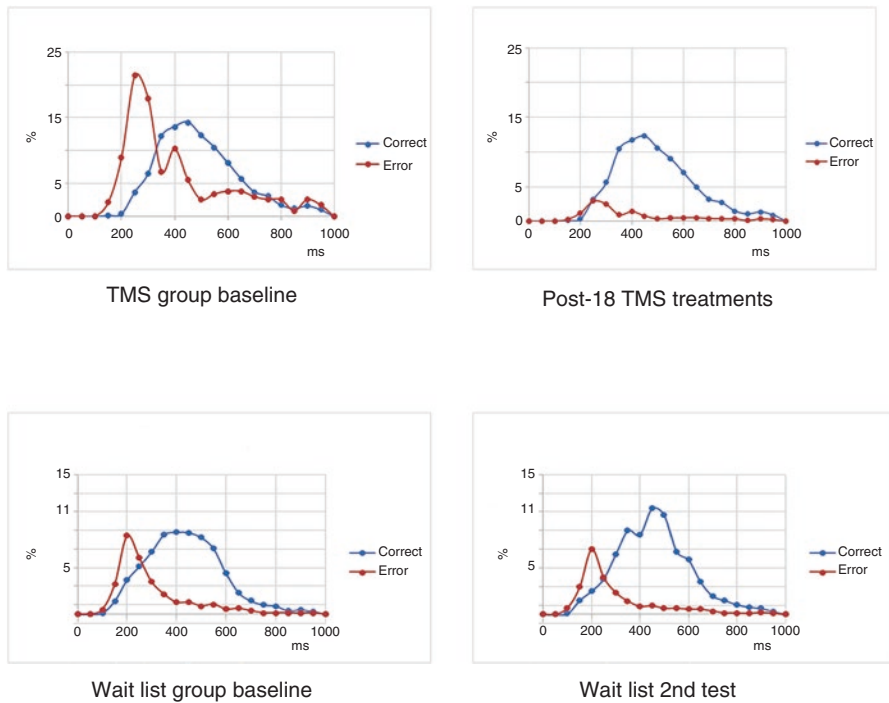 25
15
5
0
%
0 200 400 600 800 1000
ms
Correct
Error
TMS group baseline
25
15
5
0
%
0 200 400 600 800 1000
ms
Correct
Error
Post-18 TMS treatments
15
11
5
%
0 200 400 600 800 1000
ms
Correct
Error
Wait list group baseline
15
11
5
%
0 200 400 600 800 1000
ms
Correct
Error
Wait list 2nd test